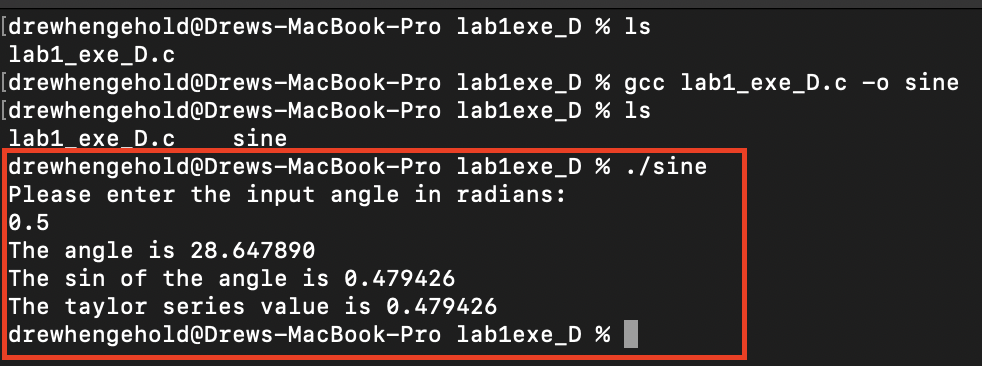 [drewhengehold@Drews-MacBook-Pro lab1exe_D % ls
lab1_exe_D.c
[drewhengehold@Drews-MacBook-Pro lab1exe_D % gcc lab1_exe_D.c -o sine
[drewhengehold@Drews-MacBook-Pro lab1exe_D % ls
lab1_exe_D.c    sine
drewhengehold@Drews-MacBook-Pro lab1exe_D % ./sine
Please enter the input angle in radians:
0.5
The angle is 28.647890
The sin of the angle is 0.479426
The taylor series value is 0.479426
drewhengehold@Drews-MacBook-Pro lab1exe_D %